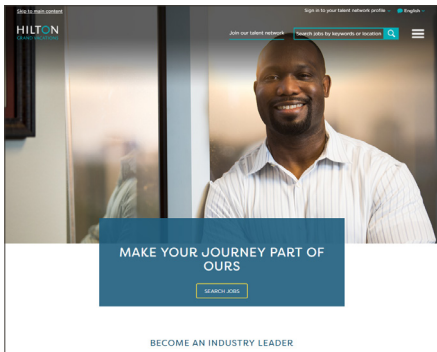 Skip to main content
Sign in to your talent network profile
English
HILTON
GRAND VACATIONS
Join our talent network
Search jobs by keywords or location
MAKE YOUR JOURNEY PART OF
OURS
SEARCH JOBS
BECOME AN INDUSTRY LEADER